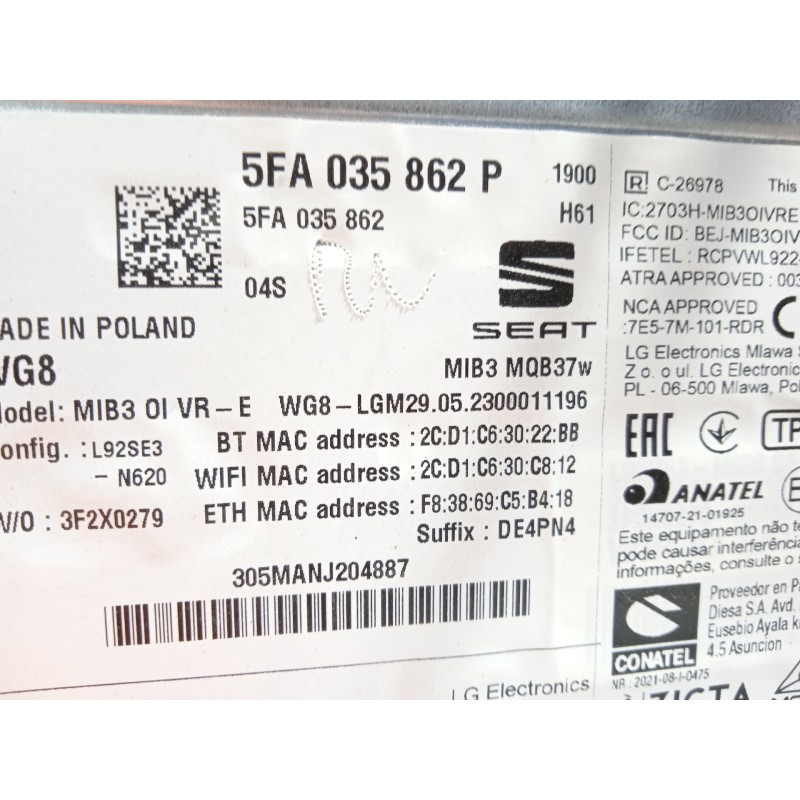 5FA 035 862 P
1900
5FA 035 862
H61
04S
SEAT
ADE IN POLAND
WG8
MIB3 MQB37w
Model: MIB3 OI VR-E
WG8-LGM29.05.2300011196
onfig. : L92SE3
- N620
BT MAC address : 2C:D1:C6:30:22:BB
WIFI MAC address : 2C:D1:C6:30:C8:12
ETH MAC address : F8:38:69:C5:B4:18
V/O : 3F2X0279
Suffix : DE4PN4
305MANJ204887
LG Electronics
R C-26978
This
IC:2703H-MIB3OIVRE
FCC ID: BEJ-MIB3OIV
IFETEL : RCPVWL922
ATRA APPROVED : 003
NCA APPROVED
:7E5-7M-101-RDR
CE
LG Electronics Mlawa S
Z o. o ul. LG Electronic
PL - 06-500 Mlawa, Pol
EAC
TP
ANATEL
14707-21-01925
Este equipamento não te
pode causar interferência
informações, consulte o s
CONATEL
NR : 2021-08-I-0475
Proveedor en Pa
Diesa S.A. Avd.
Eusebio Ayala k
4.5 Asuncion
ZICTA